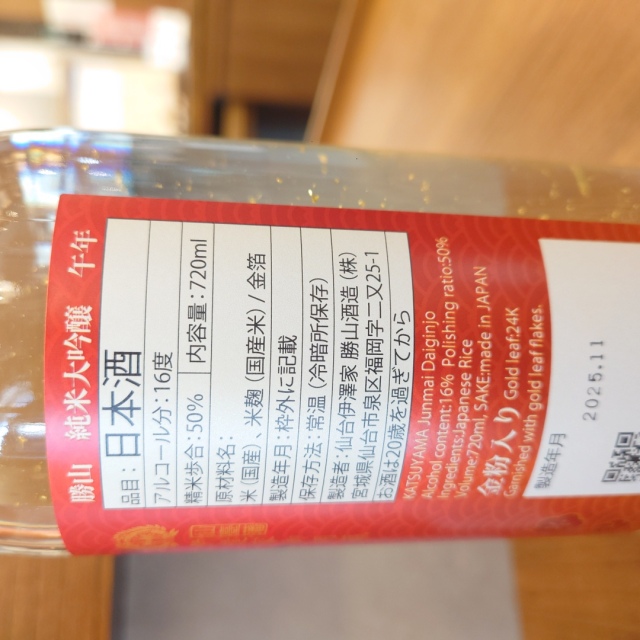 勝山 純米大吟醸 午年
品目：日本酒
アルコール分：16度
精米歩合：50% 内容量：720ml
原材料名：
米（国産）、米麹（国産米）/ 金箔
製造年月：枠外に記載
保存方法：常温（冷暗所保存）
製造者：仙台伊澤家 勝山酒造（株）
宮城県仙台市泉区福岡字二又25-1
お酒は20歳を過ぎてから
KATSUYAMA Junmai Daiginjo
Alcohol content:16% Polishing ratio:50%
Ingredients:Japanese Rice
Volume:720ml, SAKE:made in JAPAN
金粉入り Gold leaf:24K
Garnished with gold leaf flakes.
製造年月 2025.11